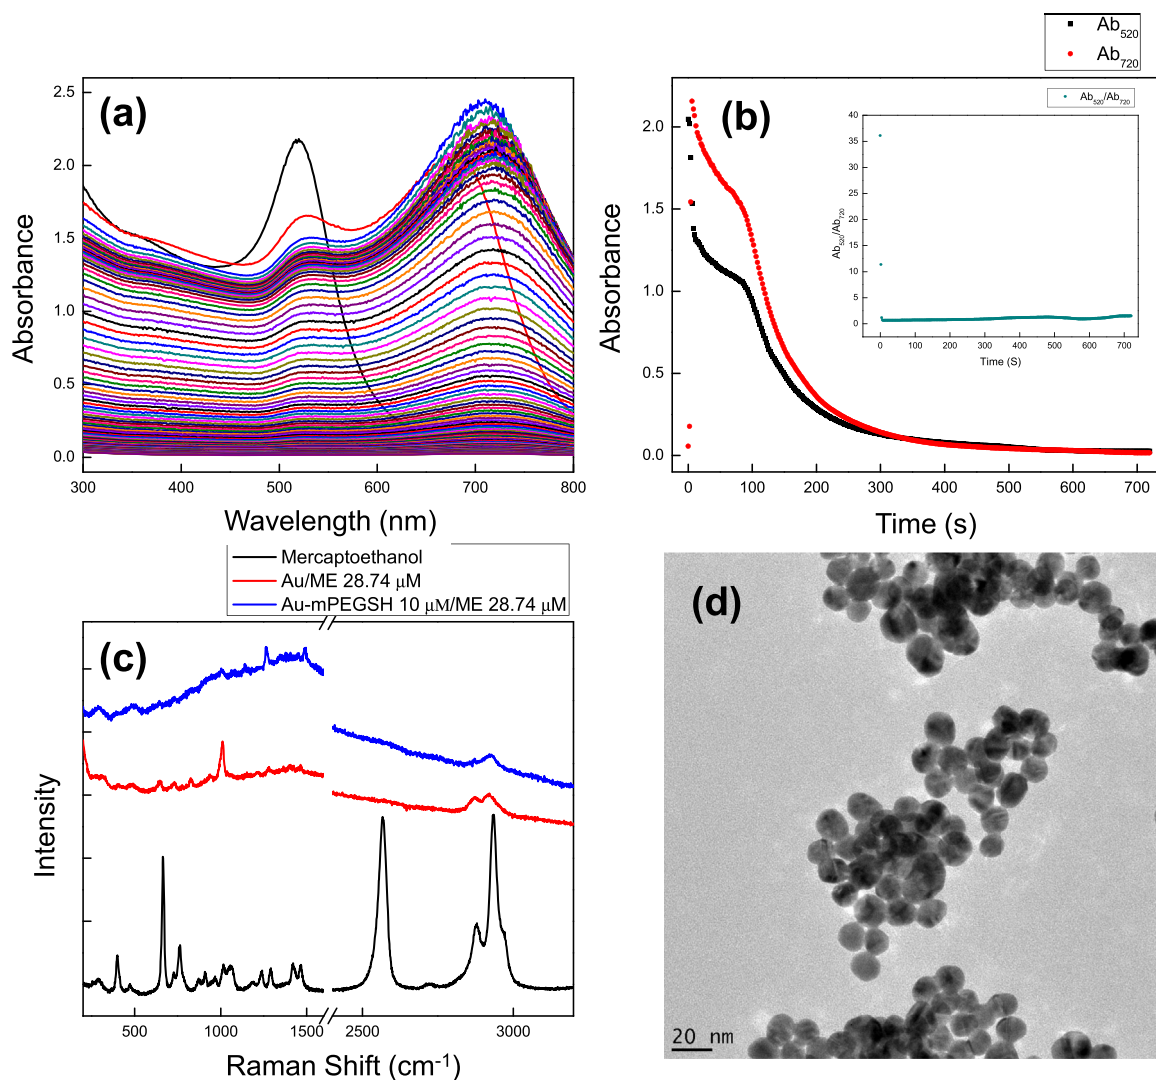 Ab520
Ab720
(a)
2.5
2.0
1.5
1.0
0.5
0.0
300 400 500 600 700 800
Absorbance
Wavelength (nm)
(b)
2.0
1.5
1.0
0.5
0.0
0 100 200 300 400 500 600 700
Absorbance
Time (s)
Ab520/Ab720
40
35
30
25
20
15
10
5
0
0 100 200 300 400 500 600 700
Ab520/Ab720
Time (S)
Mercaptoethanol
Au/ME 28.74 μM
Au-mPEGSH 10 μM/ME 28.74 μM
(c)
Intensity
500 1000 1500 2500 3000
Raman Shift (cm-1)
(d)
20 nm